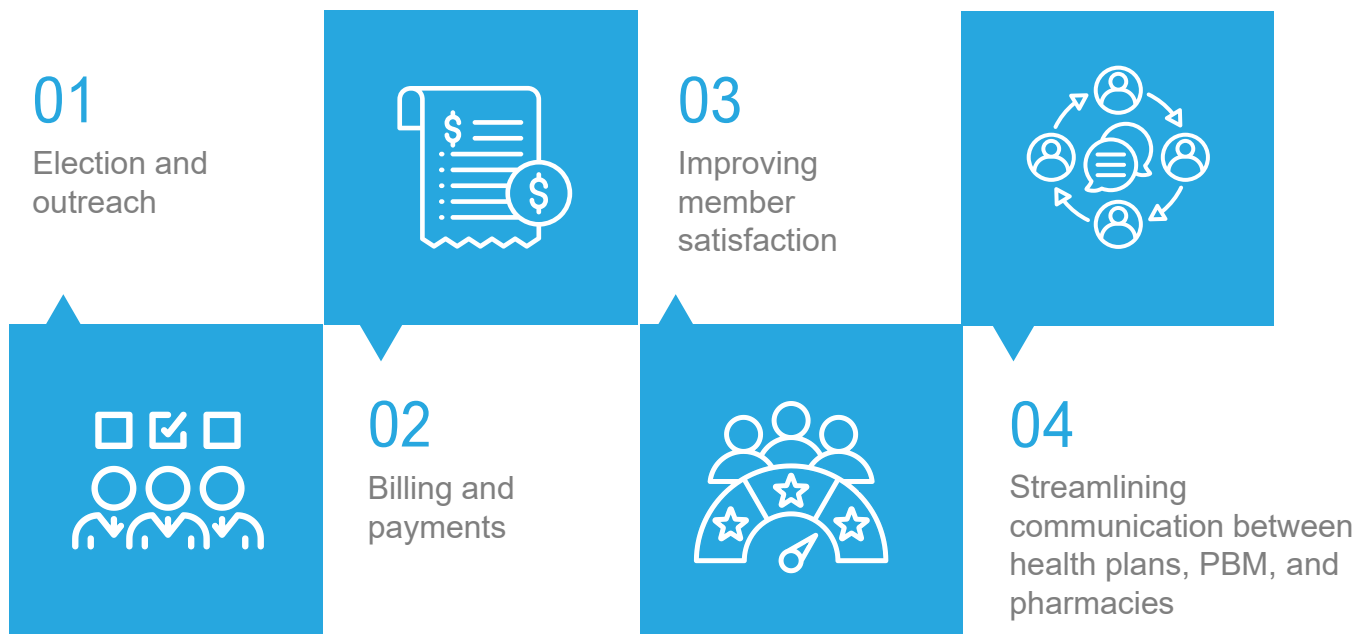 01
Election and
outreach
$
$
02
Billing and
payments
03
Improving
member
satisfaction
04
Streamlining
communication between
health plans, PBM, and
pharmacies